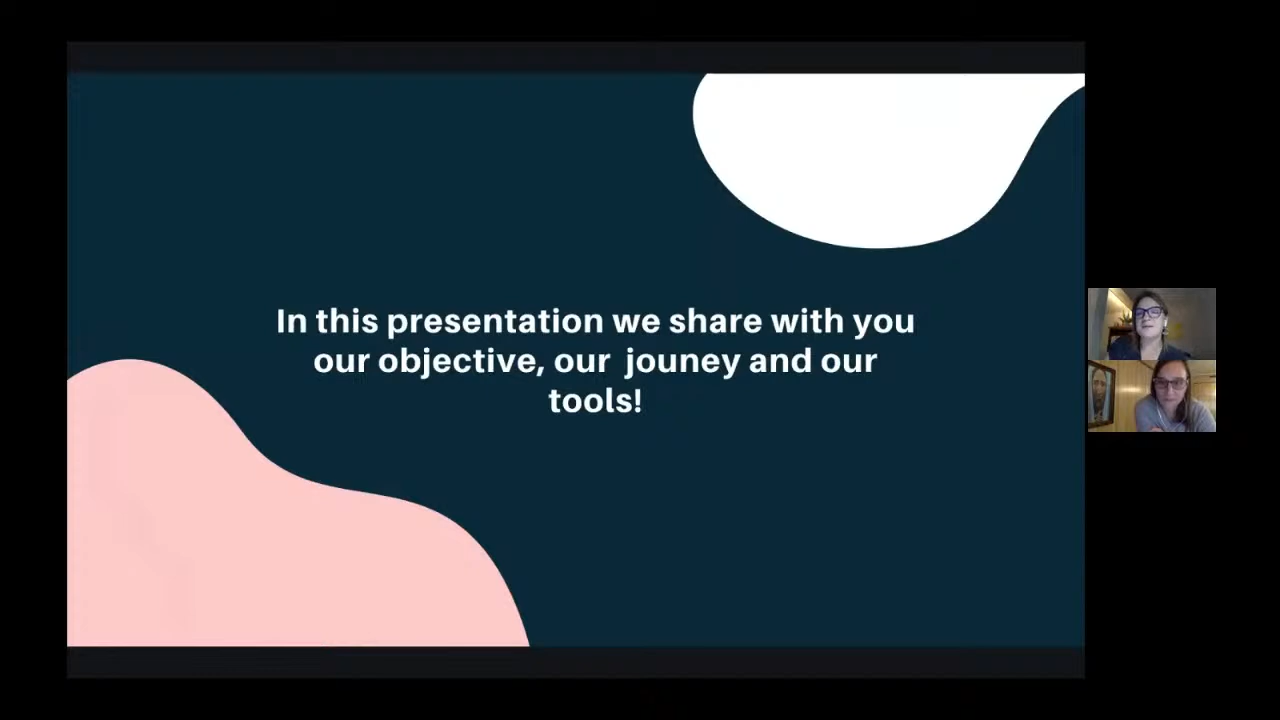 In this presentation we share with you
our objective, our  jouney and our
tools!